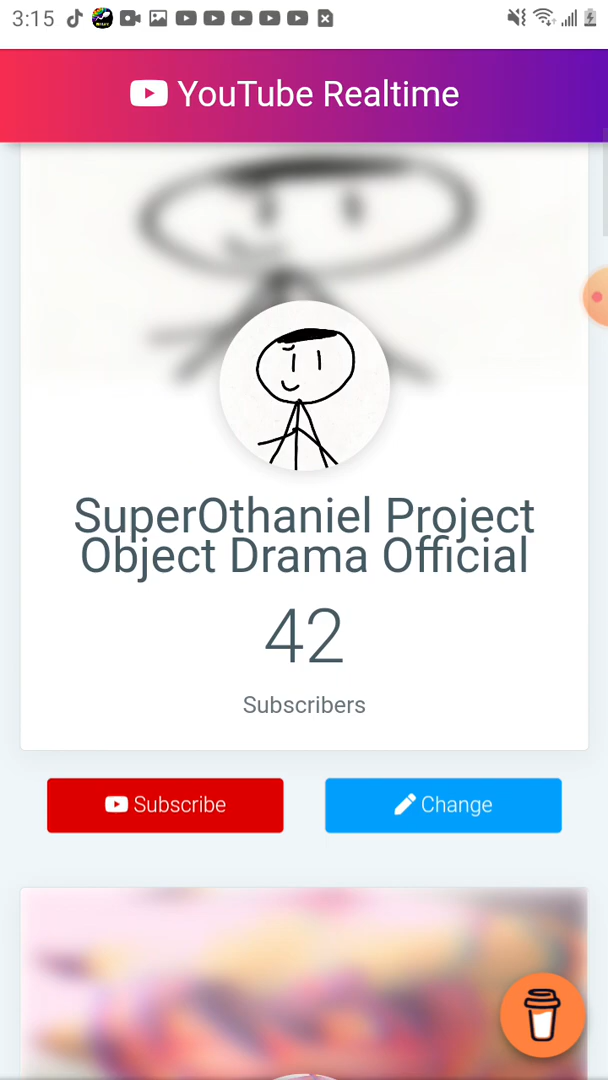 3:15
YouTube Realtime
SuperOthaniel Project
Object Drama Official
42
Subscribers
Subscribe
Change